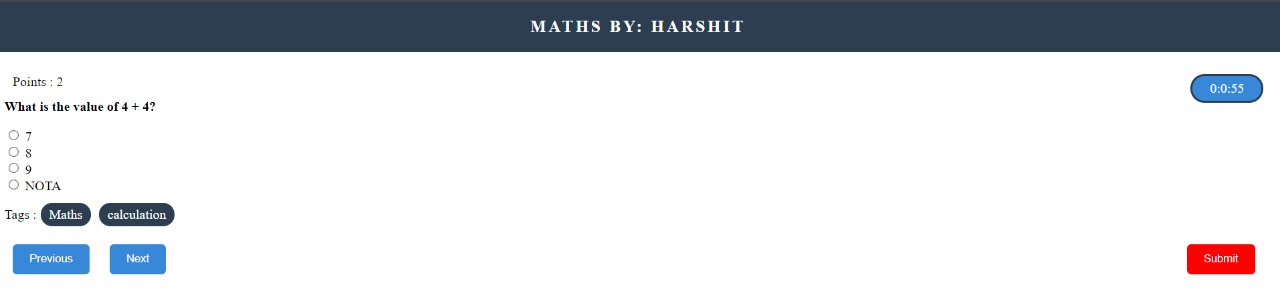 MATHS BY: HARSHIT
Points : 2
0:0:55
What is the value of 4 + 4?
7
8
9
NOTA
Tags : Maths calculation
Previous Next Submit